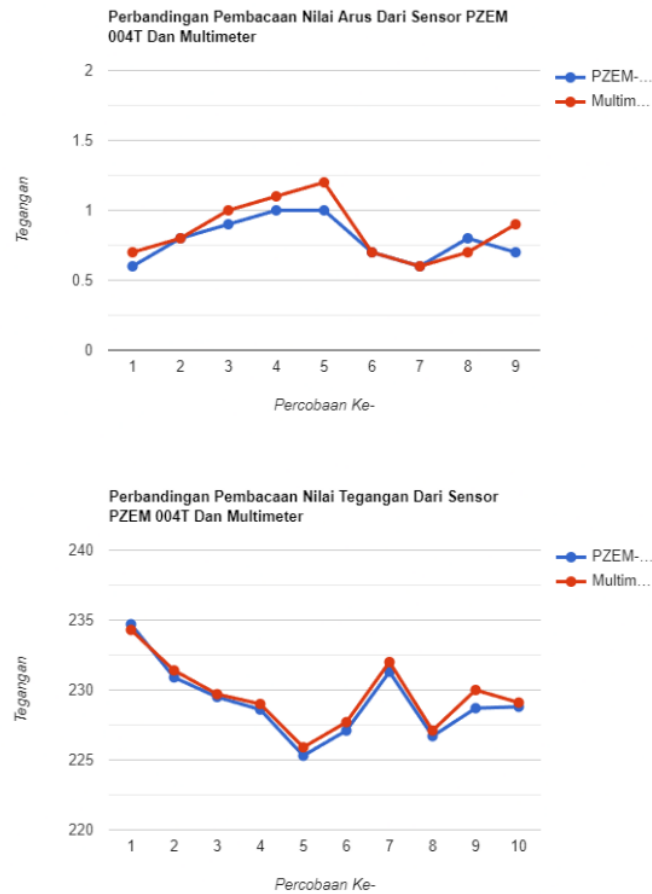 Perbandingan Pembacaan Nilai Arus Dari Sensor PZEM
004T Dan Multimeter
2
1.5
1
0.5
0
Tegangan
1 2 3 4 5 6 7 8 9
Percobaan Ke-
PZEM-...
Multim...
Perbandingan Pembacaan Nilai Tegangan Dari Sensor
PZEM 004T Dan Multimeter
240
235
230
225
220
Tegangan
1 2 3 4 5 6 7 8 9 10
Percobaan Ke-
PZEM-...
Multim...